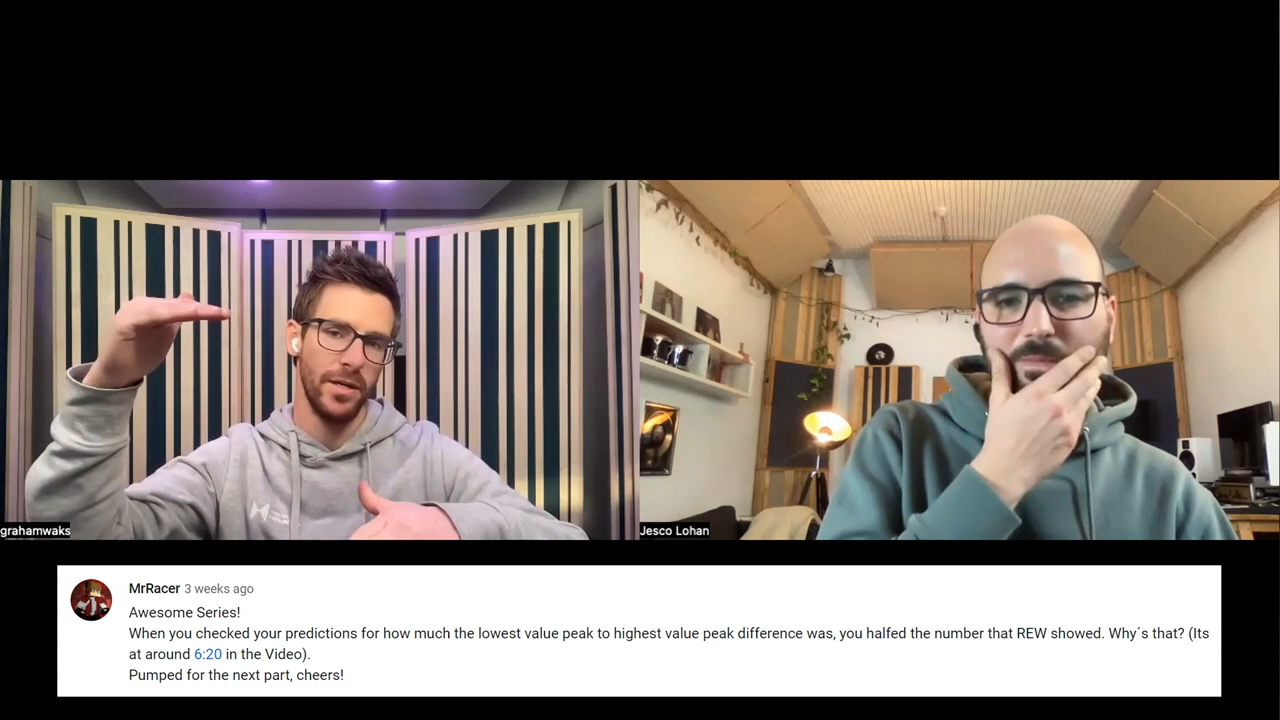 grahamwaks
Jesco Lohan
MrRacer 3 weeks ago
Awesome Series!
When you checked your predictions for how much the lowest value peak to highest value peak difference was, you halfed the number that REW showed. Why´s that? (Its
at around 6:20 in the Video).
Pumped for the next part, cheers!